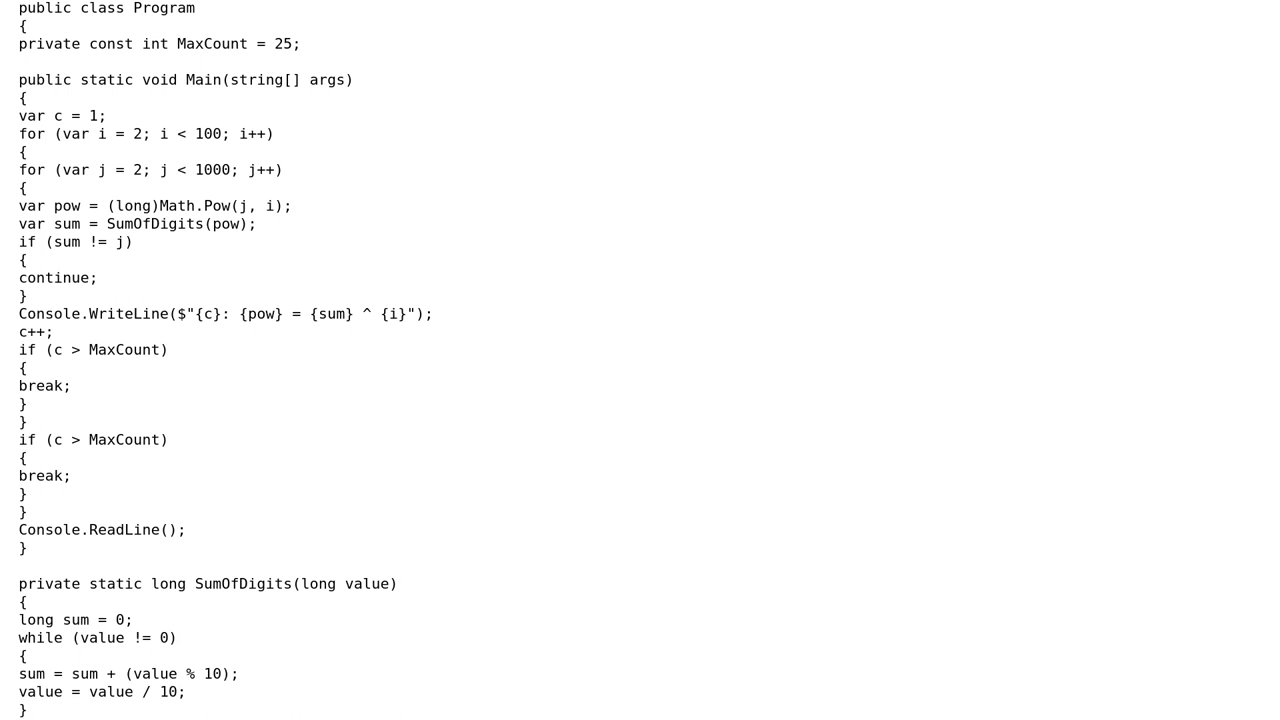 public class Program
{
private const int MaxCount = 25;

public static void Main(string[] args)
{
var c = 1;
for (var i = 2; i < 100; i++)
{
for (var j = 2; j < 1000; j++)
{
var pow = (long)Math.Pow(j, i);
var sum = SumOfDigits(pow);
if (sum != j)
{
continue;
}
Console.WriteLine($"{c}: {pow} = {sum} ^ {i}");
c++;
if (c > MaxCount)
{
break;
}
}
if (c > MaxCount)
{
break;
}
}
Console.ReadLine();
}

private static long SumOfDigits(long value)
{
long sum = 0;
while (value != 0)
{
sum = sum + (value % 10);
value = value / 10;
}